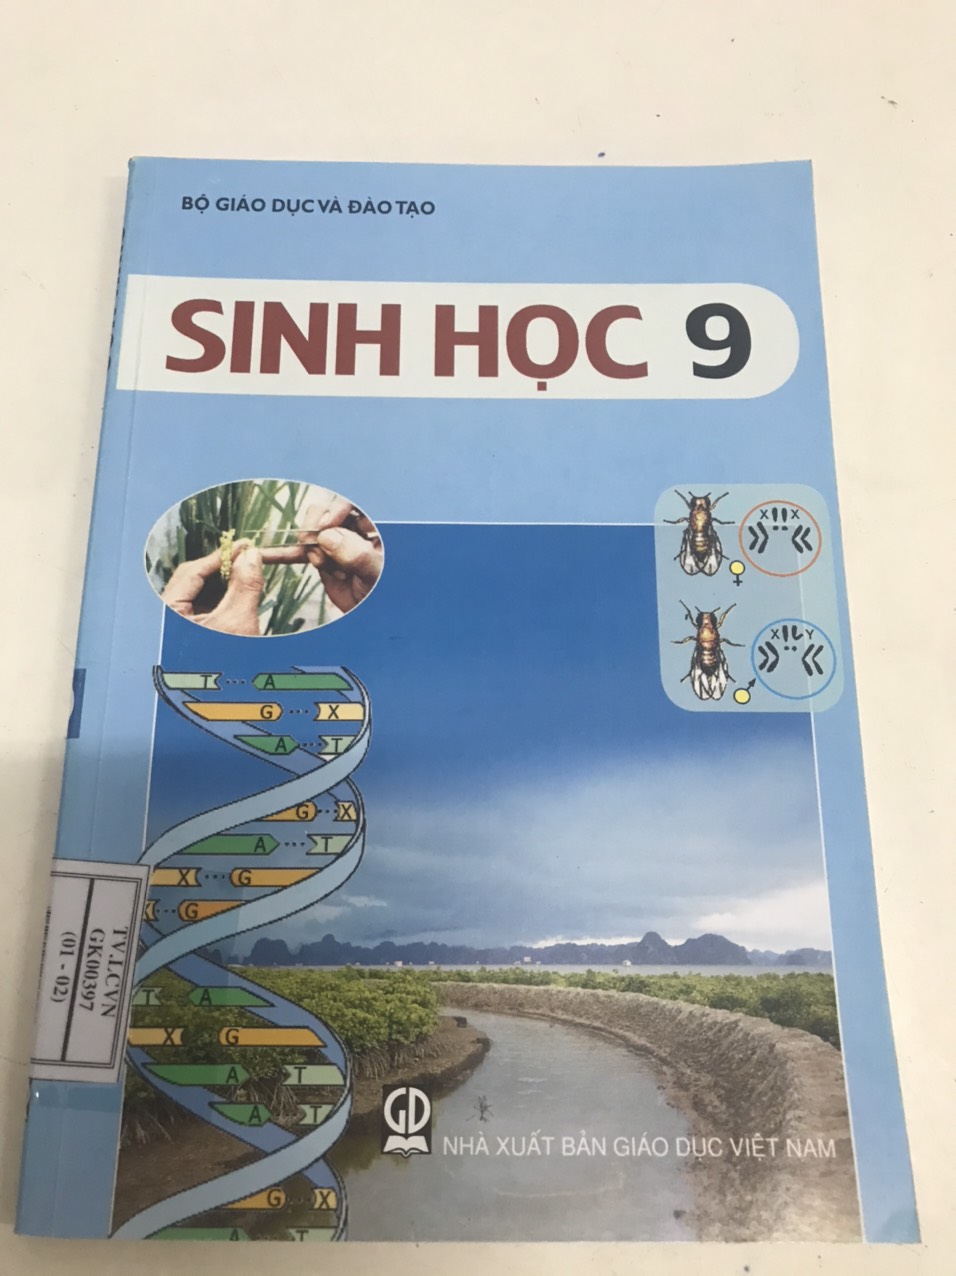 BỘ GIÁO DỤC VÀ ĐÀO TẠO
SINH HỌC 9
X X
X Y
T A
G X
A T
G X
A T
X G
G
T A
X G
A T
A T
G X
A T
TV.LCVN
GK00397
(01 - 02)
GD
NHÀ XUẤT BẢN GIÁO DỤC VIỆT NAM